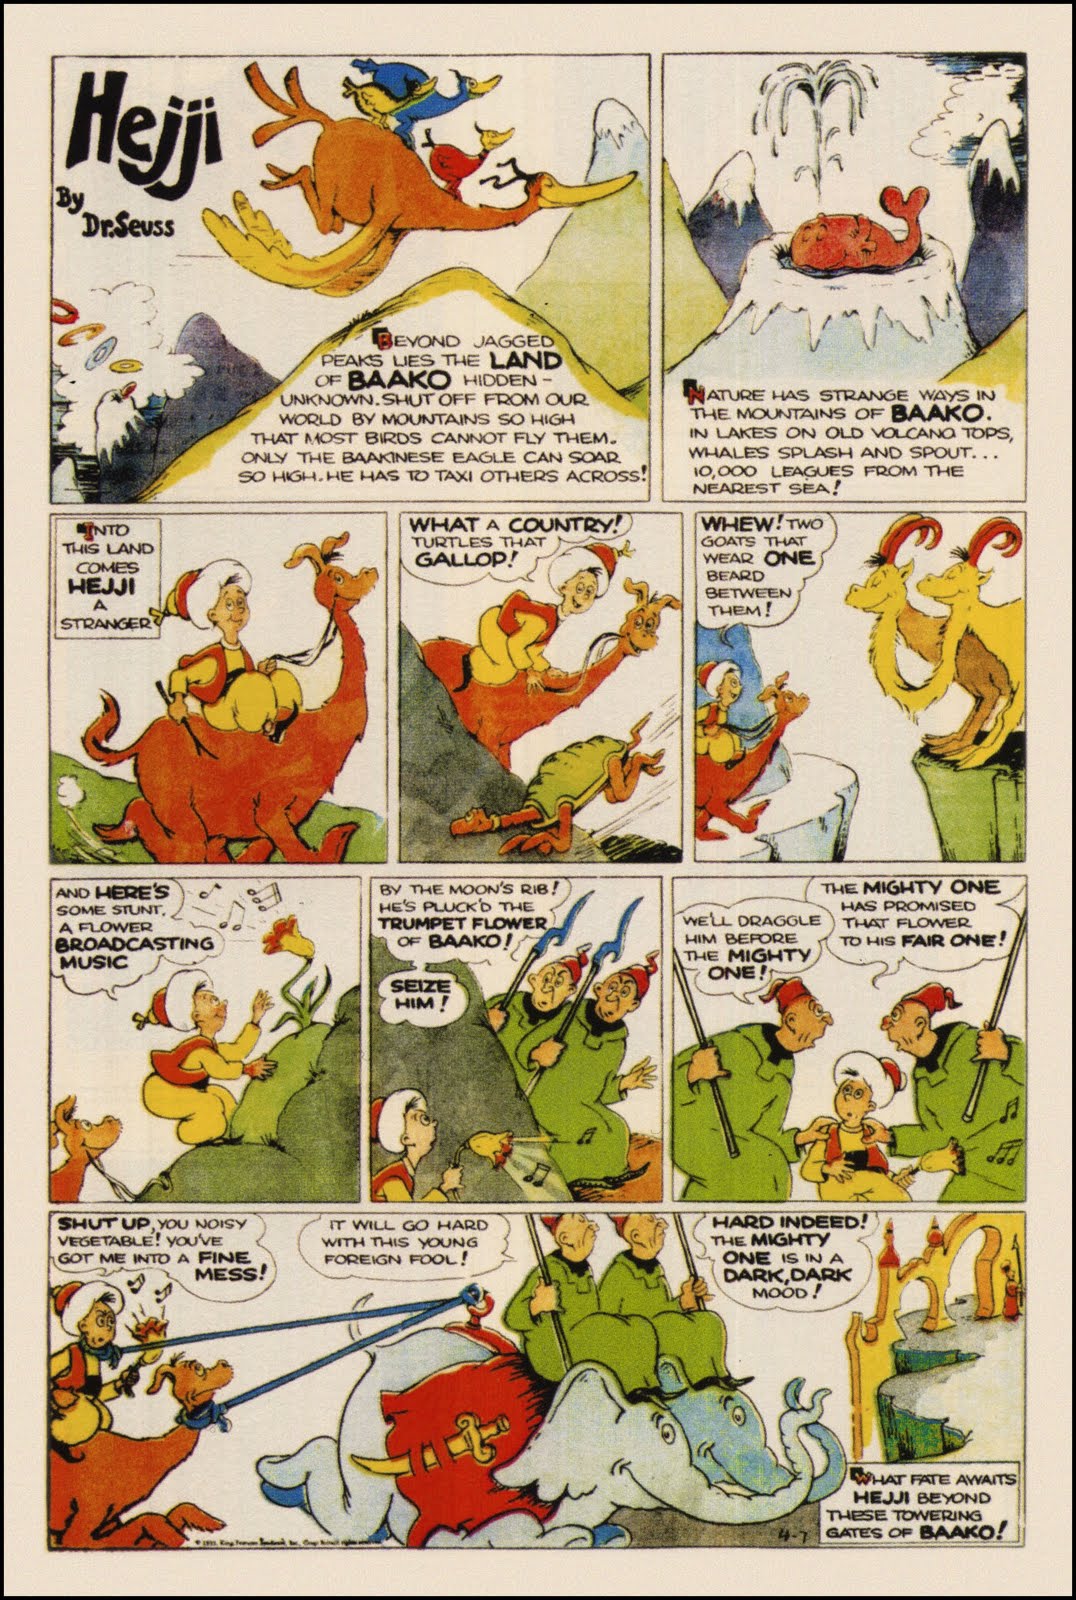 Hejji
By
Dr. Seuss
BEYOND JAGGED
PEAKS LIES THE LAND
OF BAAKO HIDDEN -
UNKNOWN. SHUT OFF FROM OUR
WORLD BY MOUNTAINS SO HIGH
THAT MOST BIRDS CANNOT FLY THEM.
ONLY THE BAAKINESE EAGLE CAN SOAR
SO HIGH. HE HAS TO TAXI OTHERS ACROSS!
NATURE HAS STRANGE WAYS IN
THE MOUNTAINS OF BAAKO.
IN LAKES ON OLD VOLCANO TOPS,
WHALES SPLASH AND SPOUT...
10,000 LEAGUES FROM THE
NEAREST SEA!
INTO
THIS LAND
COMES
HEJJI
A
STRANGER
WHAT A COUNTRY!
TURTLES THAT
GALLOP!
WHEW! TWO
GOATS THAT
WEAR ONE
BEARD
BETWEEN
THEM!
AND HERE'S
SOME STUNT.
A FLOWER
BROADCASTING
MUSIC
BY THE MOON'S RIB!
HE'S PLUCK'D THE
TRUMPET FLOWER
OF BAAKO!
SEIZE
HIM!
WE'LL DRAGGLE
HIM BEFORE
THE MIGHTY
ONE!
THE MIGHTY ONE
HAS PROMISED
THAT FLOWER
TO HIS FAIR ONE!
SHUT UP, YOU NOISY
VEGETABLE! YOU'VE
GOT ME INTO A FINE
MESS!
IT WILL GO HARD
WITH THIS YOUNG
FOREIGN FOOL!
HARD INDEED!
THE MIGHTY
ONE IS IN A
DARK, DARK
MOOD!
WHAT FATE AWAITS
HEJJI BEYOND
THESE TOWERING
GATES OF BAAKO!
4-7
© 1935, King Features Syndicate, Inc., Great Britain rights reserved